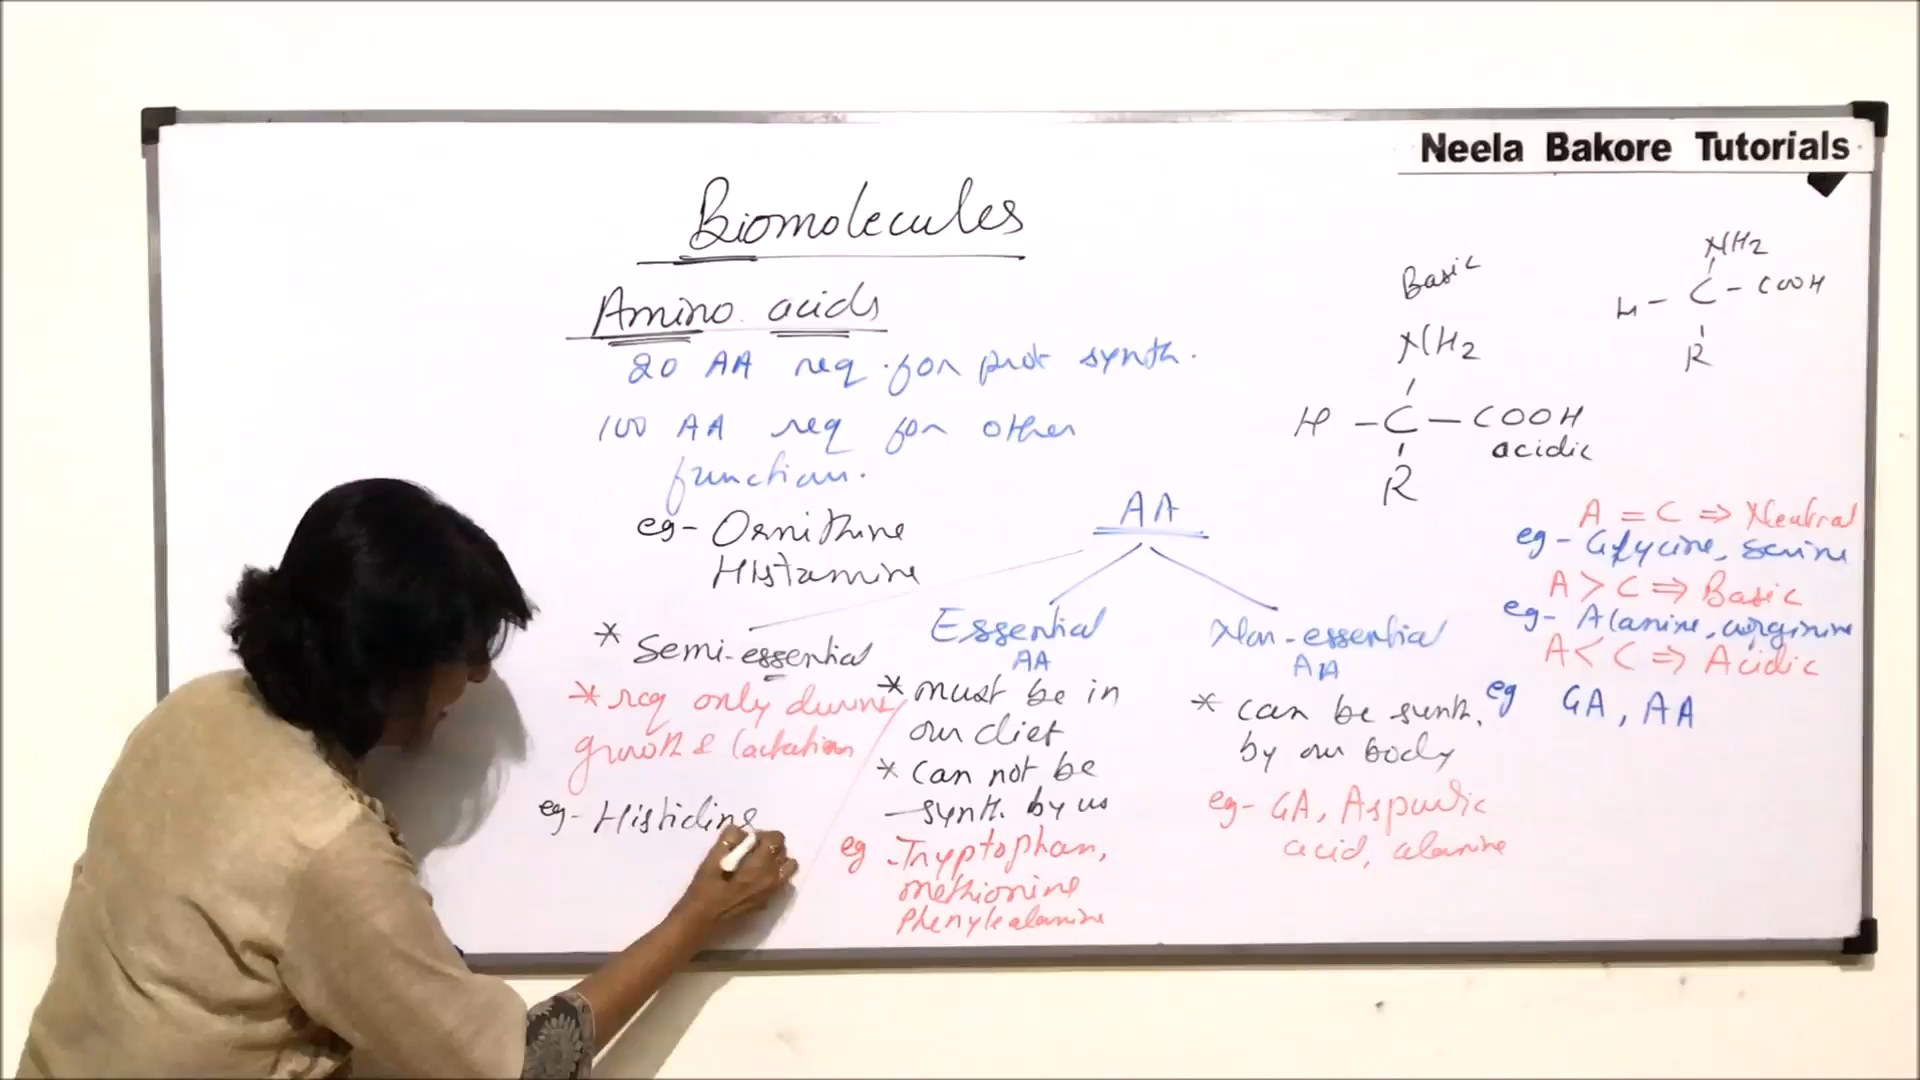 Neela Bakore Tutorials
Biomolecules
Amino acids
20 AA req. for prot synth.
100 AA req for other
function.
eg- Ornithine
Histamine
AA
* Semi-essential
* req only during
growth & lactation
eg- Histidine
Essential
AA
* must be in
our diet
* can not be
synth. by us
eg - Tryptophan,
methionine
Phenylealanine
Non-essential
AA
* can be synth.
by our body
eg- GA, Aspartic
acid, alanine
Basic
NH2
H - C - COOH
acidic
R
NH2
H - C - COOH
R
A = C ⇒ Neutral
eg - Glycine, serine
A > C ⇒ Basic
eg- Alanine, arginine
A < C ⇒ Acidic
eg GA, AA